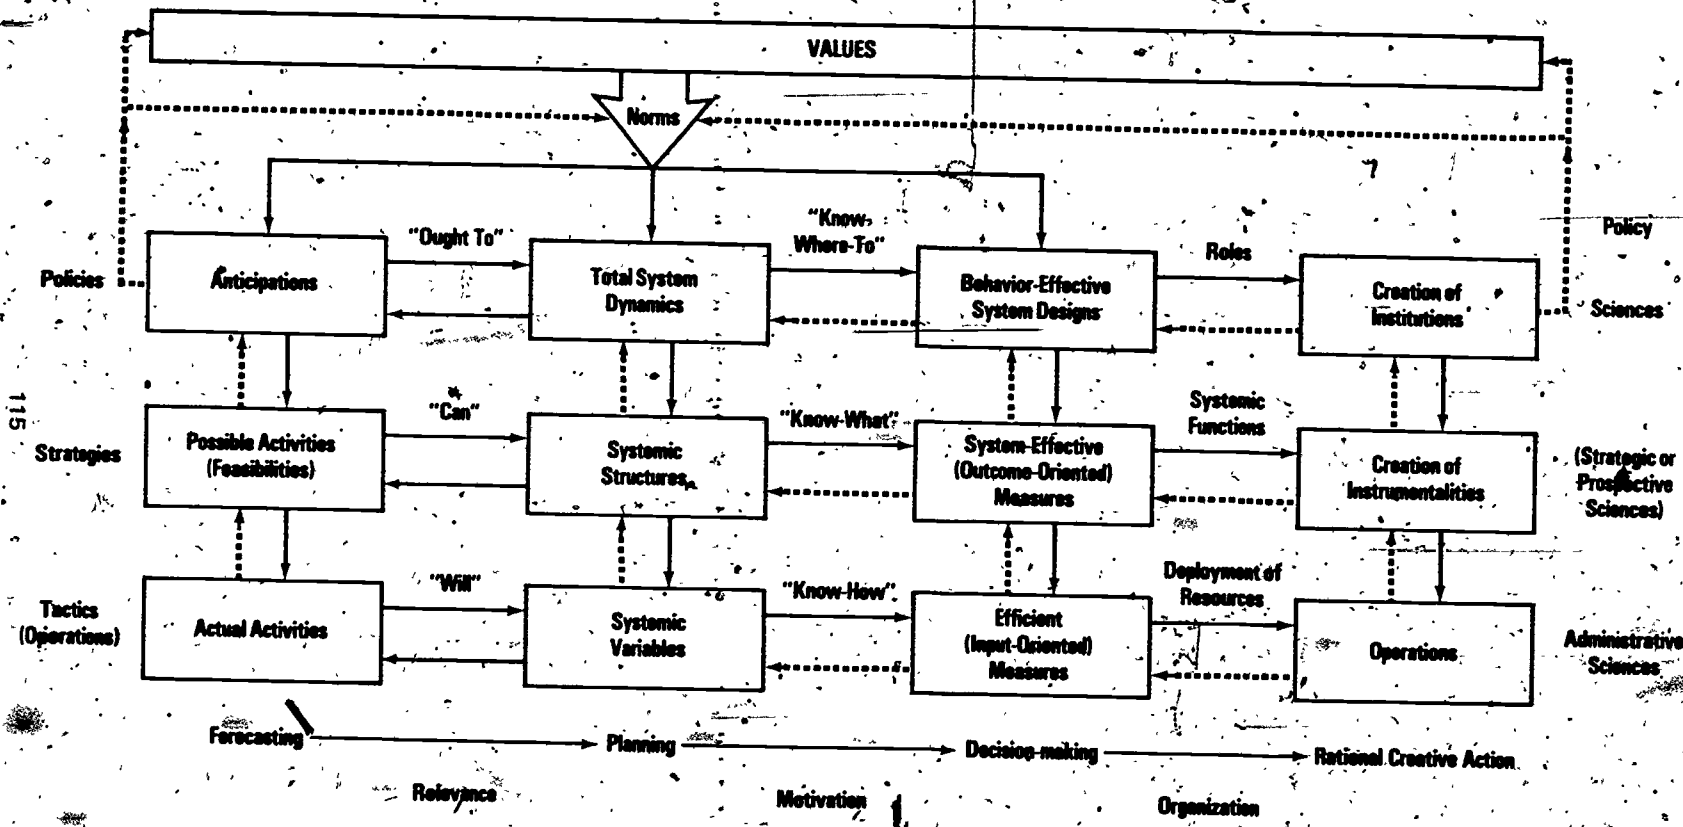 VALUES
Norms
"Ought To"
"Know-
Where-To"
Roles
Policy
Policies
Anticipations
Total System
Dynamics
Behavior-Effective
System Designs
Creation of
Institutions
Sciences
"Can"
"Know-What"
Systemic
Functions
115
Strategies
Possible Activities
(Feasibilities)
Systemic
Structures
System-Effective
(Outcome-Oriented)
Measures
Creation of
Instrumentalities
(Strategic or
Prospective
Sciences)
"Will"
"Know-How"
Deployment of
Resources
Tactics
(Operations)
Actual Activities
Systemic
Variables
Efficient
(Input-Oriented)
Measures
Operations
Administrative
Sciences
Forecasting
Planning
Decision-making
Rational Creative Action
Relevance
Motivation
Organization